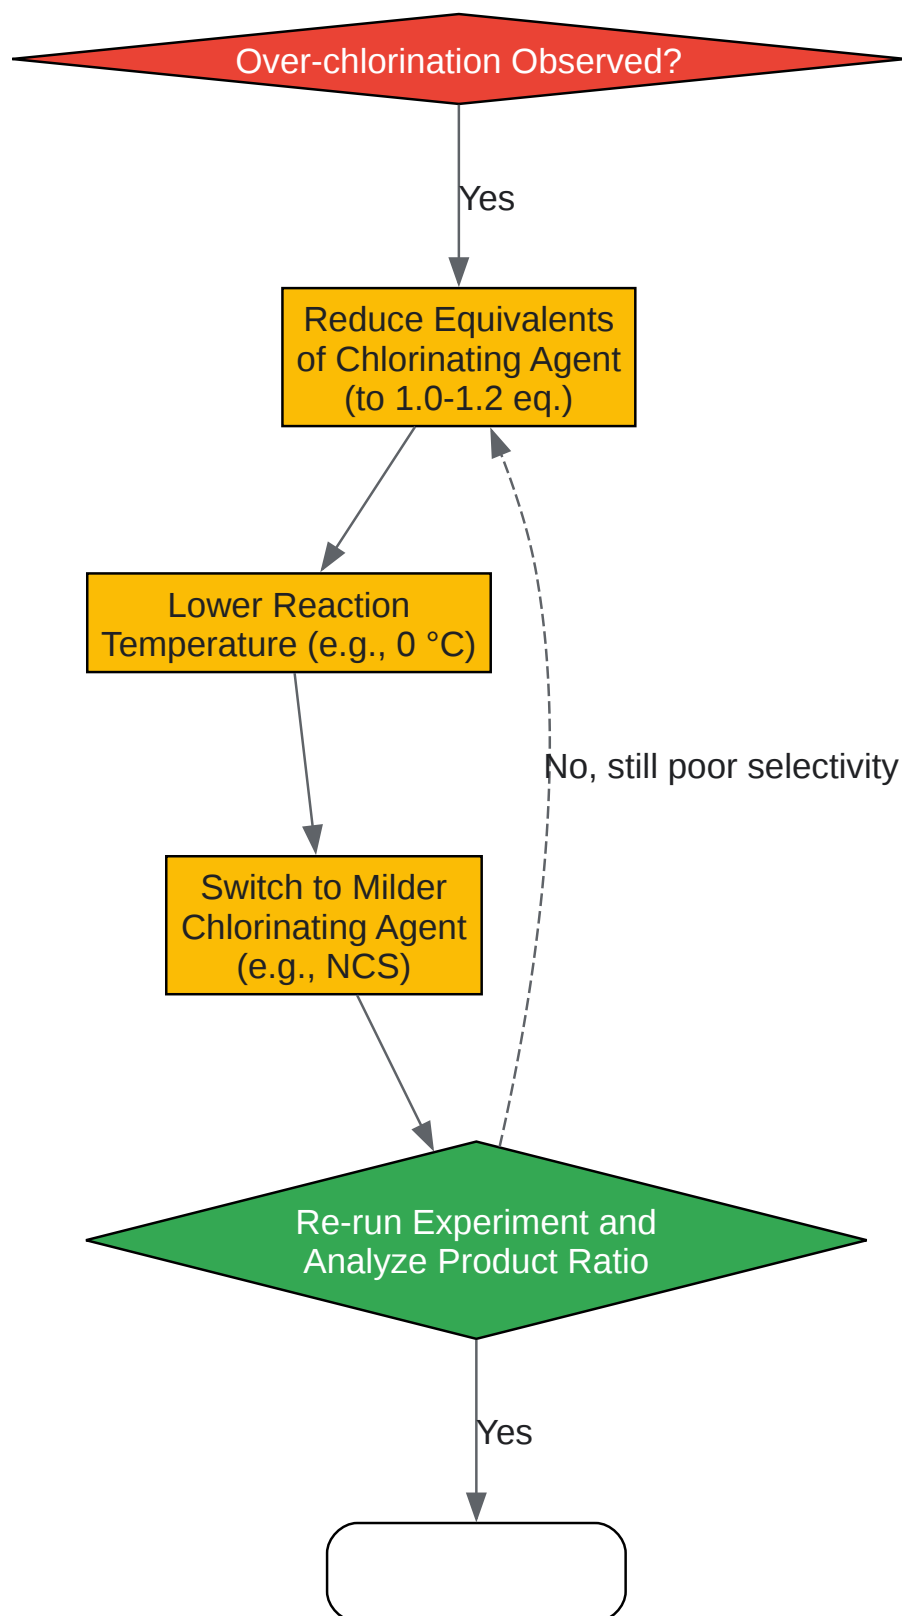 Over-chlorination Observed?
Yes
Reduce Equivalents
of Chlorinating Agent
(to 1.0-1.2 eq.)
Lower Reaction
Temperature (e.g., 0 °C)
No, still poor selectivity
Switch to Milder
Chlorinating Agent
(e.g., NCS)
Re-run Experiment and
Analyze Product Ratio
Yes